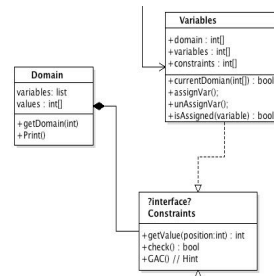 Variables
+domain : int[]
+variables : int[]
+constraints : int[]
+currentDomian(int[]) : bool
+assignVar();
+unAssignVar();
+isAssigned(variable) : bool
Domain
variables: list
values : int[]
+getDomain(int)
+Print()
?interface?
Constraints
+getValue(position:int) : int
+check() : bool
+GAC() // Hint